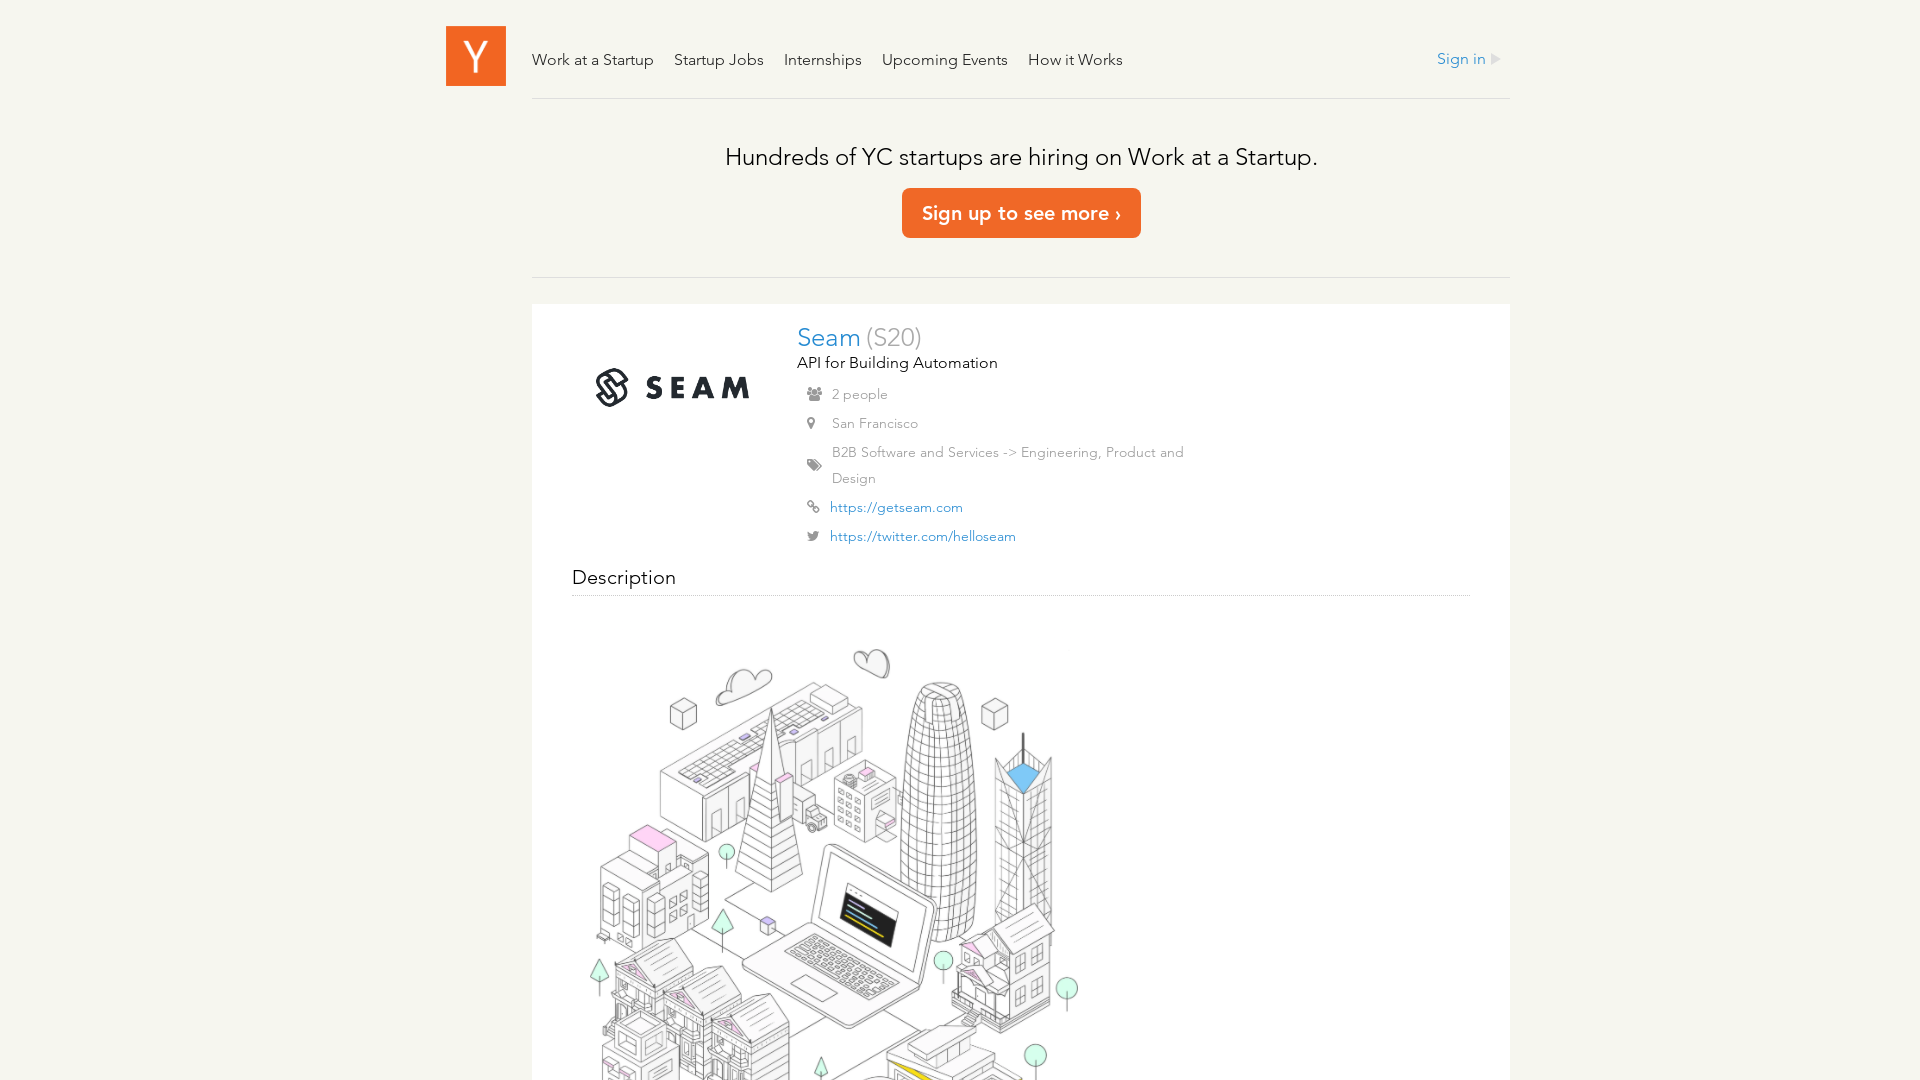 Y
Work at a Startup
Startup Jobs
Internships
Upcoming Events
How it Works
Sign in
Hundreds of YC startups are hiring on Work at a Startup.
Sign up to see more ›
SEAM
Seam (S20)
API for Building Automation
2 people
San Francisco
B2B Software and Services -> Engineering, Product and
Design
https://getseam.com
https://twitter.com/helloseam
Description